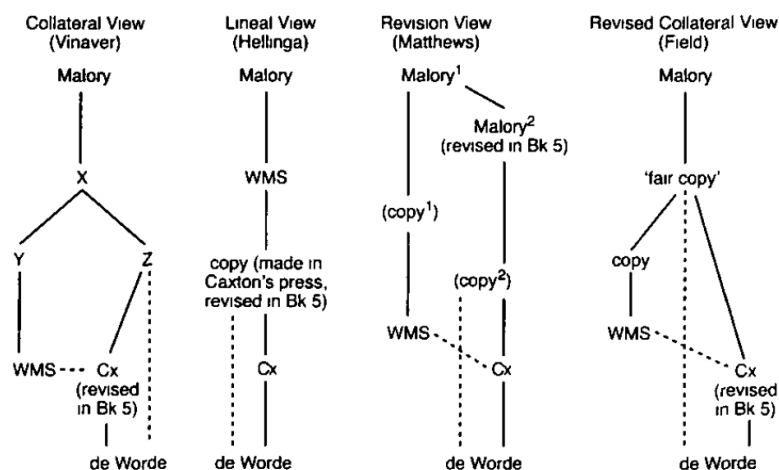 Collateral View
(Vinaver)
Malory
X
Y
Z
WMS
Cx
(revised
in Bk 5)
de Worde
Lineal View
(Hellinga)
Malory
WMS
copy (made in
Caxton's press,
revised in Bk 5)
Cx
de Worde
Revision View
(Matthews)
Malory¹
Malory²
(revised in Bk 5)
(copy¹)
(copy²)
WMS
Cx
de Worde
Revised Collateral View
(Field)
Malory
'fair copy'
copy
WMS
Cx
(revised
in Bk 5)
de Worde